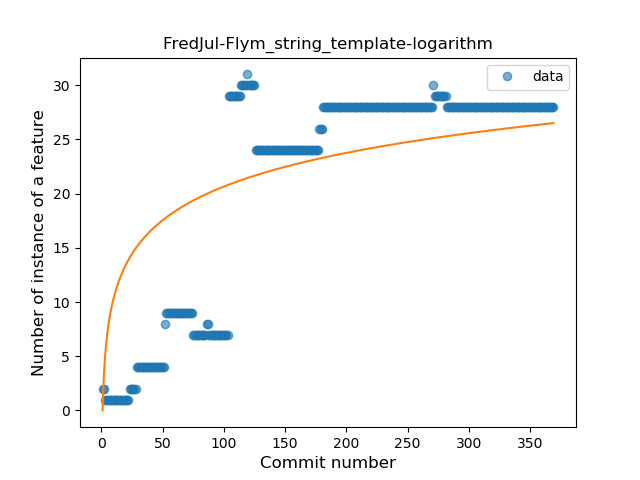 FredJul-Flym_string_template-logarithm
data
Number of instance of a feature
30
25
20
15
10
5
0
0 50 100 150 200 250 300 350
Commit number